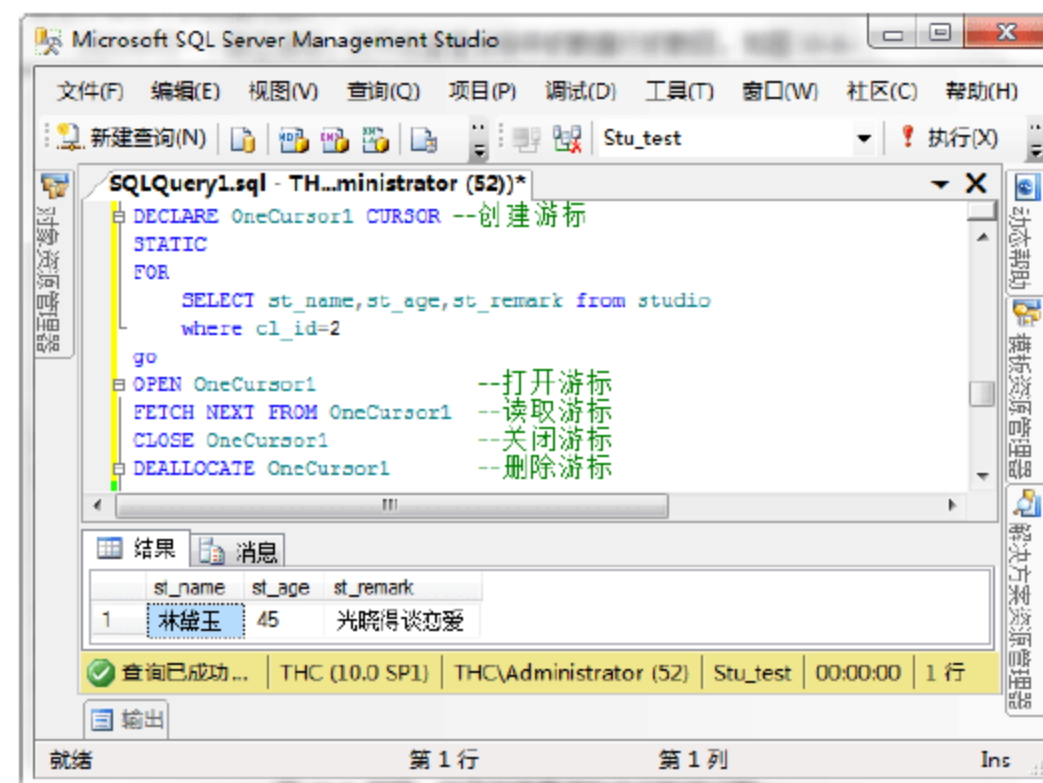 Microsoft SQL Server Management Studio
文件(F) 编辑(E) 视图(V) 查询(Q) 项目(P) 调试(D) 工具(T) 窗口(W) 社区(C) 帮助(H)
新建查询(N) Stu_test 执行(X)
SQLQuery1.sql - TH...ministrator (52))*
对象资源管理器
DECLARE OneCursor1 CURSOR --创建游标
STATIC
FOR
SELECT st_name,st_age,st_remark from studio
where cl_id=2
go
OPEN OneCursor1 --打开游标
FETCH NEXT FROM OneCursor1 --读取游标
CLOSE OneCursor1 --关闭游标
DEALLOCATE OneCursor1 --删除游标
动态帮助
模板资源管理器
解决方案资源管理器
结果 消息
st_name st_age st_remark
1 林黛玉 45 光晓得谈恋爱
查询已成功... THC (10.0 SP1) THC\Administrator (52) Stu_test 00:00:00 1 行
输出
就绪 第 1 行 第 1 列 Ins